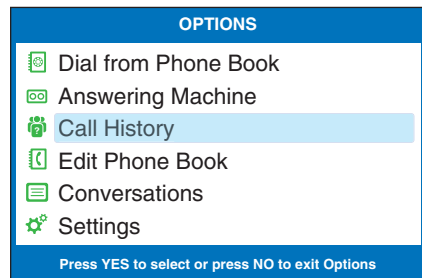 OPTIONS
Dial from Phone Book
Answering Machine
Call History
Edit Phone Book
Conversations
Settings
Press YES to select or press NO to exit Options